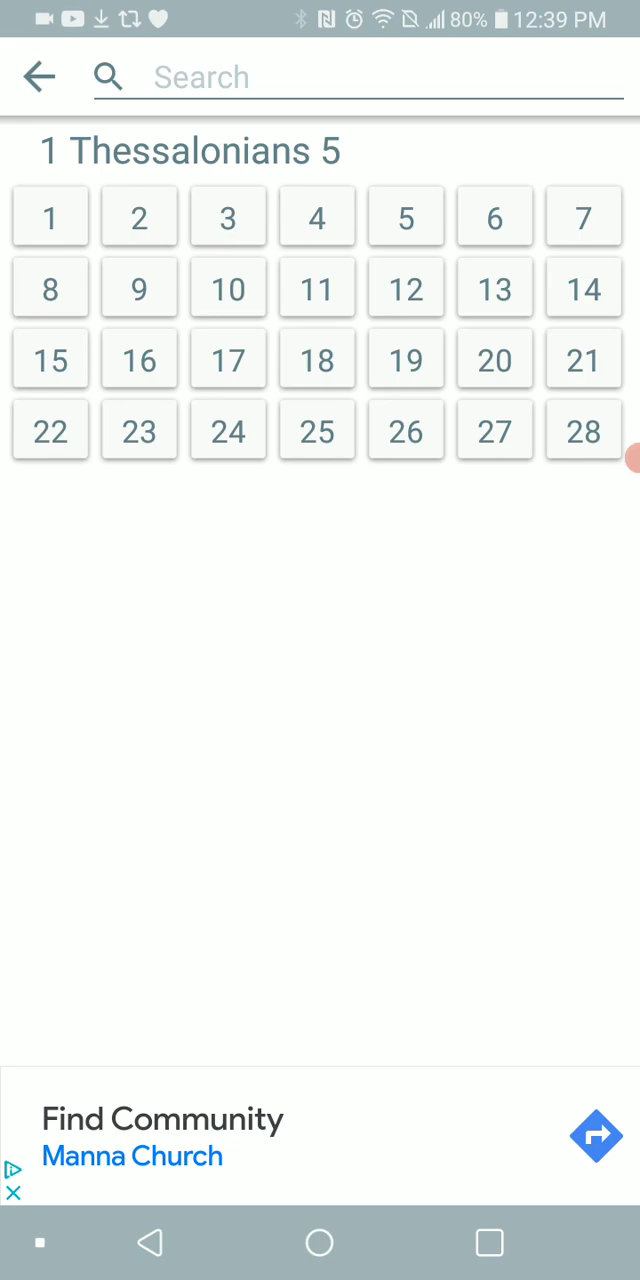 80% 12:39 PM
Search
1 Thessalonians 5
1 2 3 4 5 6 7
8 9 10 11 12 13 14
15 16 17 18 19 20 21
22 23 24 25 26 27 28
Find Community
Manna Church